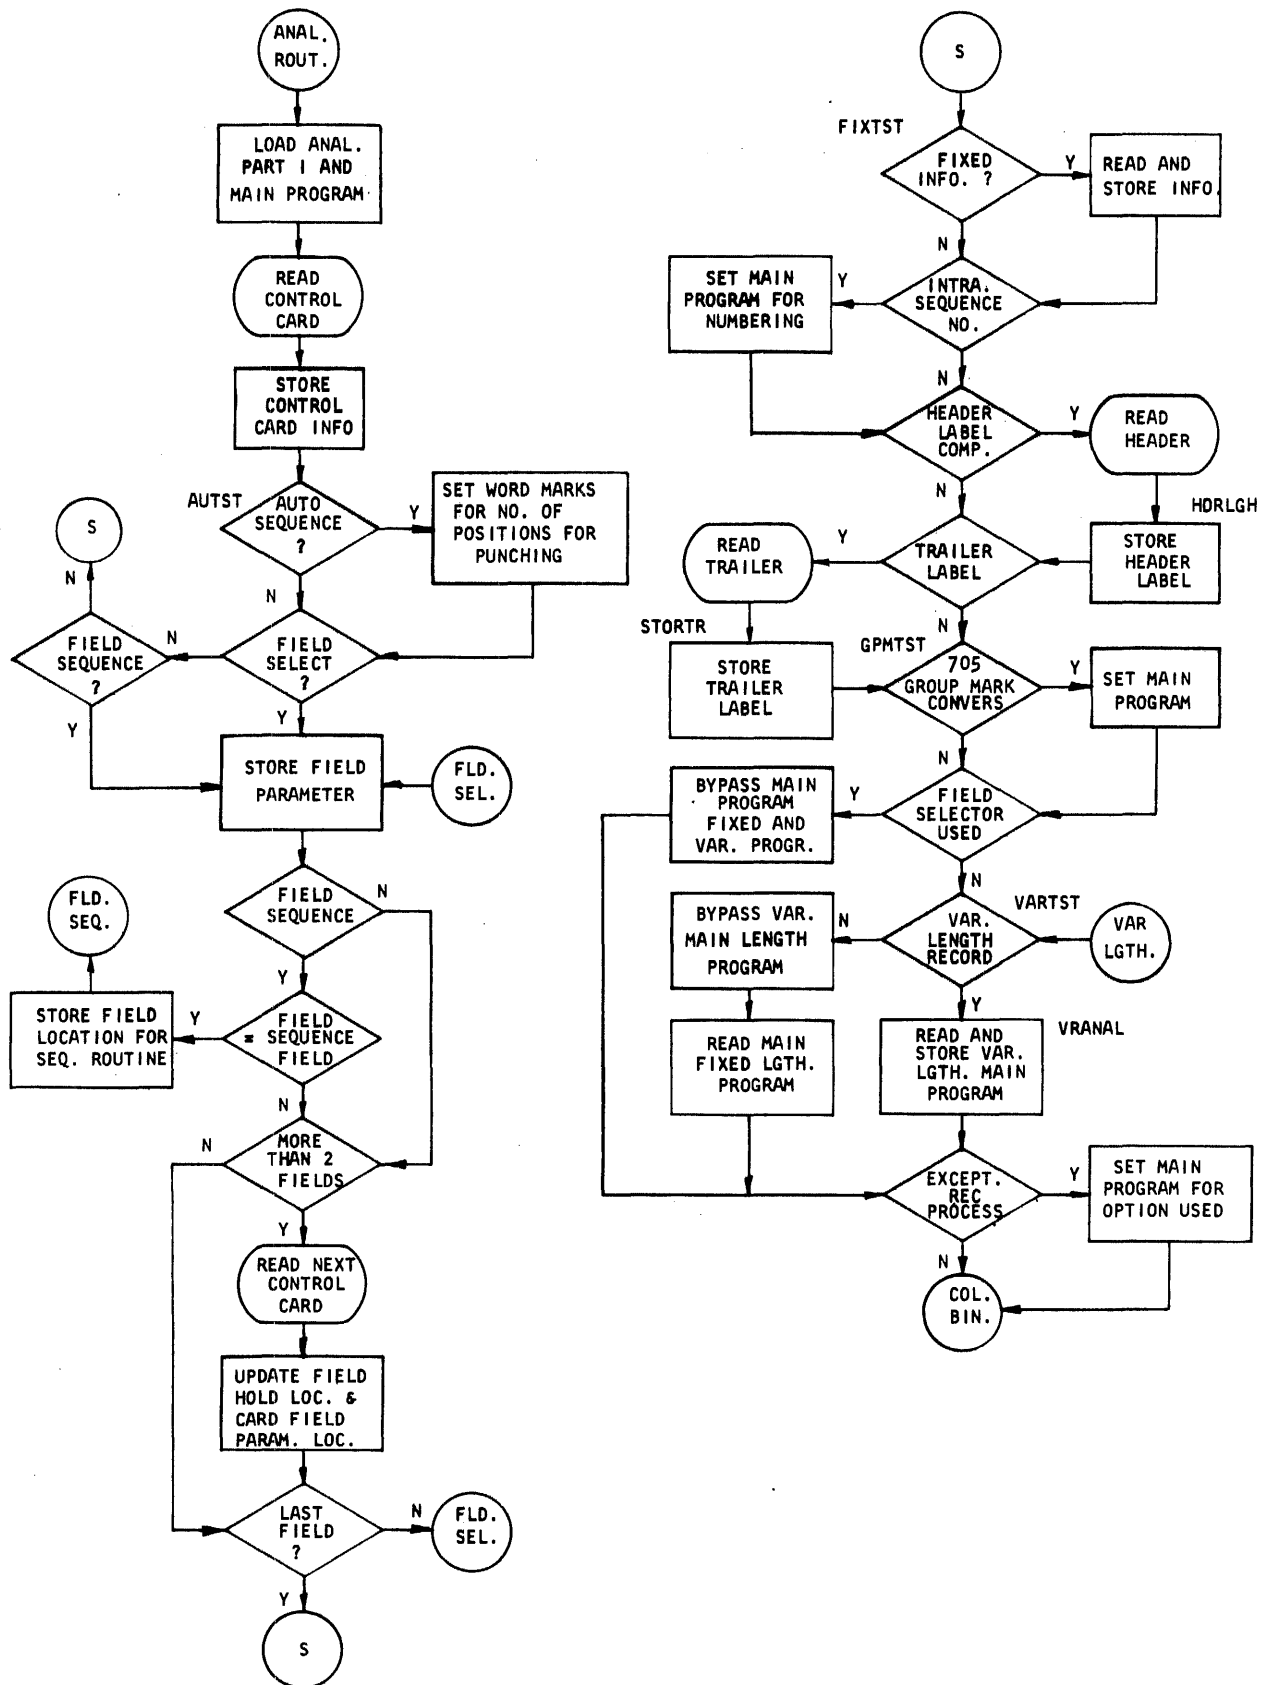 ANAL.
ROUT.
LOAD ANAL.
PART I AND
MAIN PROGRAM
READ
CONTROL
CARD
STORE
CONTROL
CARD INFO
AUTST
AUTO
SEQUENCE
?
Y
SET WORD MARKS
FOR NO. OF
POSITIONS FOR
PUNCHING
S
N
N
FIELD
SEQUENCE
?
N
FIELD
SELECT
?
Y
Y
STORE FIELD
PARAMETER
FLD.
SEL.
FIELD
SEQUENCE
N
FLD.
SEQ.
Y
STORE FIELD
LOCATION FOR
SEQ. ROUTINE
Y
FIELD
= SEQUENCE
FIELD
N
N
MORE
THAN 2
FIELDS
Y
READ NEXT
CONTROL
CARD
UPDATE FIELD
HOLD LOC. &
CARD FIELD
PARAM. LOC.
LAST
FIELD
?
N
FLD.
SEL.
Y
S
S
FIXTST
FIXED
INFO. ?
Y
READ AND
STORE INFO.
N
SET MAIN
PROGRAM FOR
NUMBERING
Y
INTRA.
SEQUENCE
NO.
N
HEADER
LABEL
COMP.
Y
READ
HEADER
N
HDRLGH
READ
TRAILER
Y
TRAILER
LABEL
STORE
HEADER
LABEL
STORTR
N
GPMTST
STORE
TRAILER
LABEL
705
GROUP MARK
CONVERS
Y
SET MAIN
PROGRAM
N
BYPASS MAIN
PROGRAM
FIXED AND
VAR. PROGR.
Y
FIELD
SELECTOR
USED
N
VARTST
BYPASS VAR.
MAIN LENGTH
PROGRAM
N
VAR.
LENGTH
RECORD
VAR
LGTH.
Y
VRANAL
READ MAIN
FIXED LGTH.
PROGRAM
READ AND
STORE VAR.
LGTH. MAIN
PROGRAM
EXCEPT.
REC
PROCESS
Y
SET MAIN
PROGRAM FOR
OPTION USED
N
COL.
BIN.